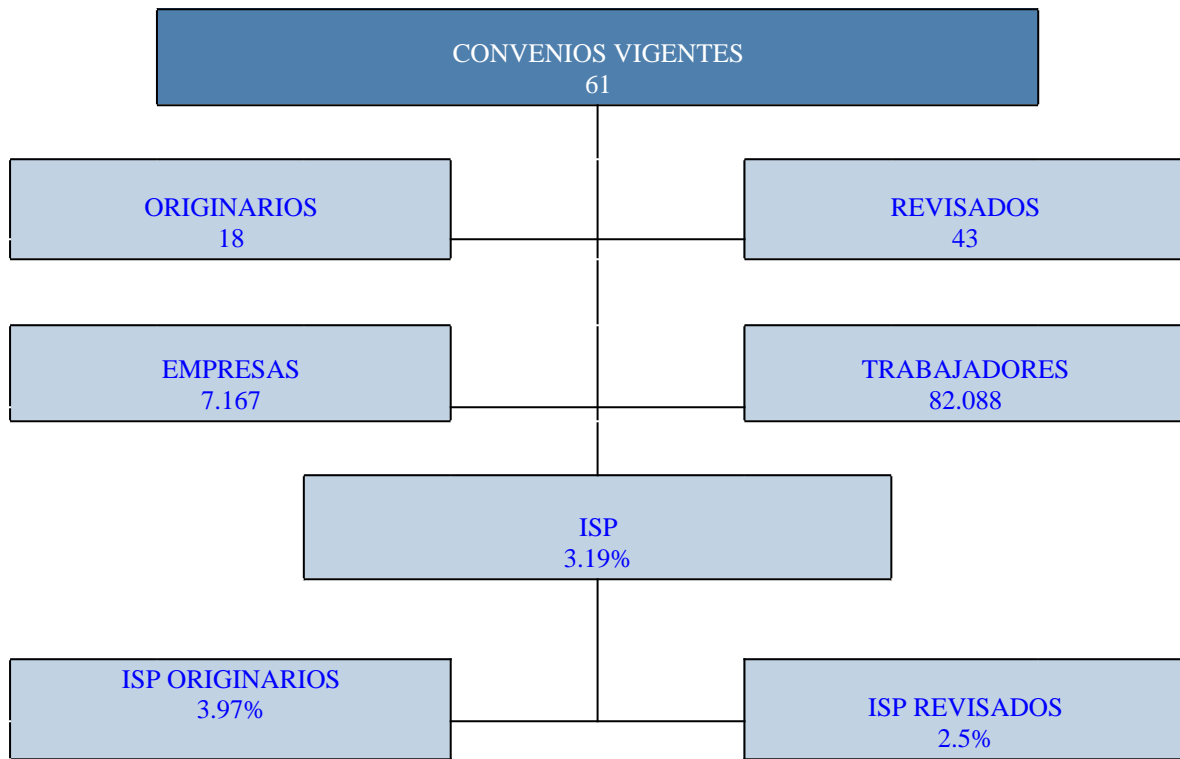 CONVENIOS VIGENTES
61
ORIGINARIOS
18
REVISADOS
43
EMPRESAS
7.167
TRABAJADORES
82.088
ISP
3.19%
ISP ORIGINARIOS
3.97%
ISP REVISADOS
2.5%